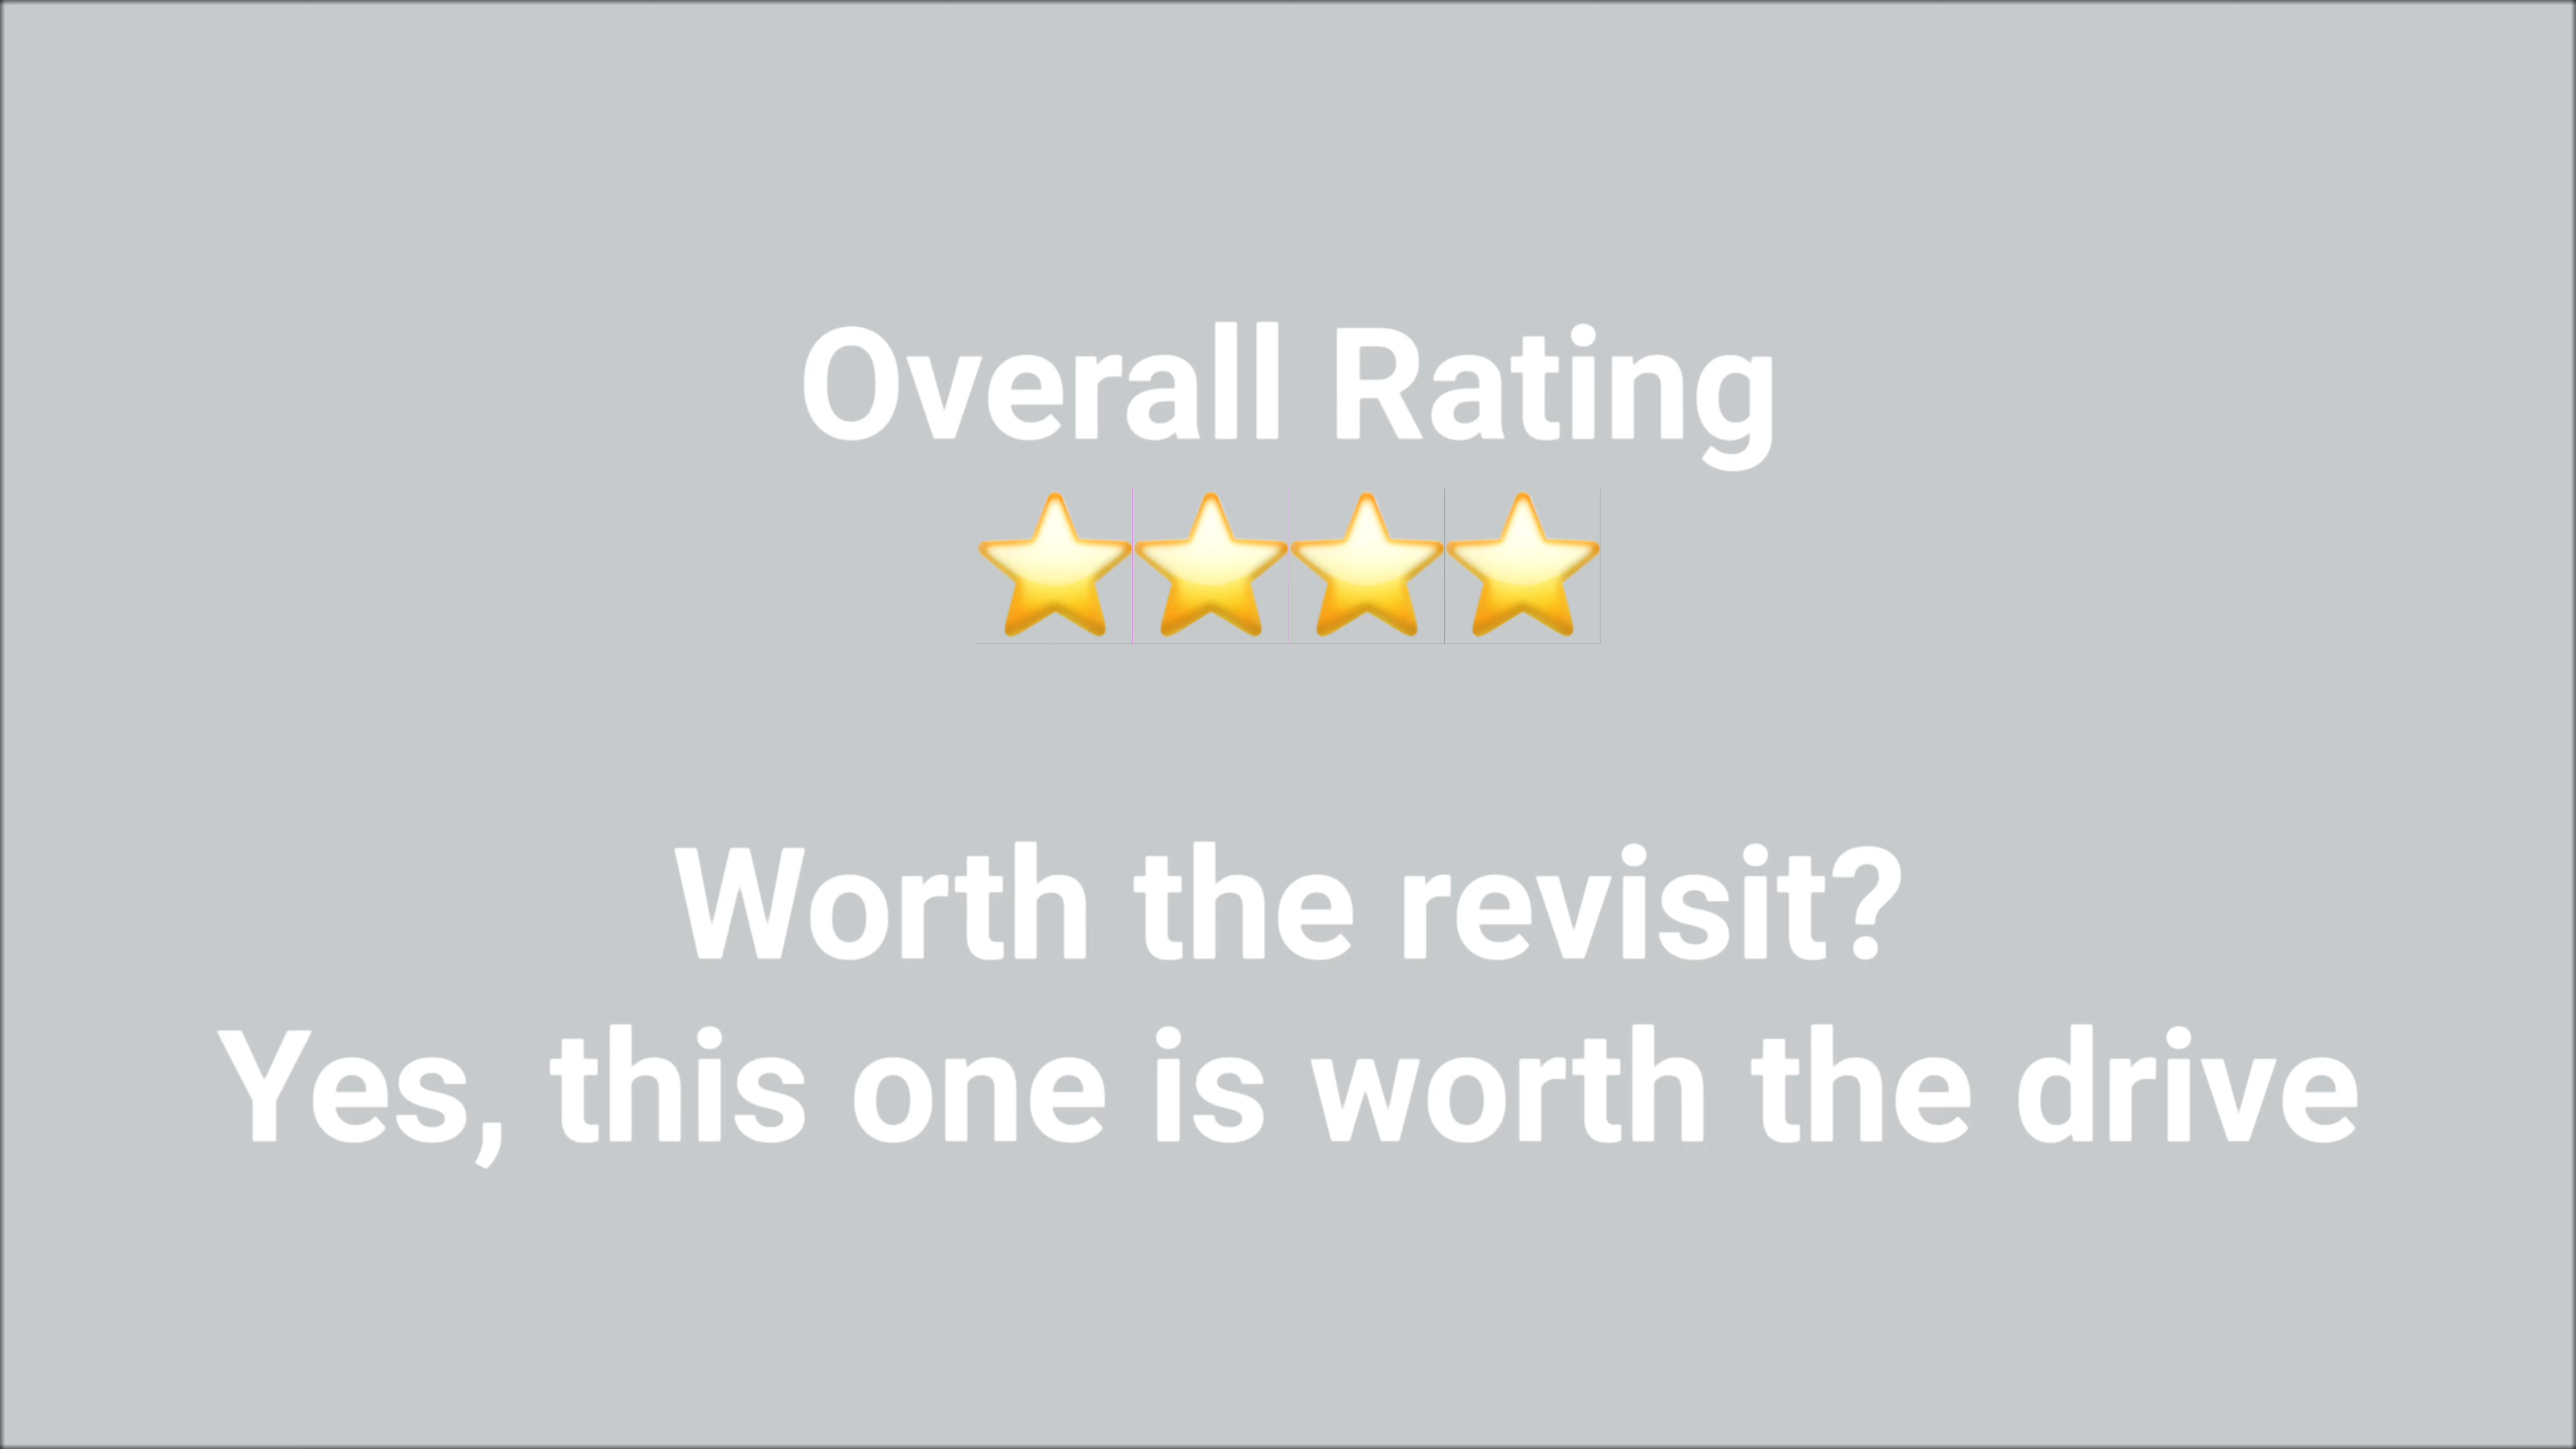 Overall Rating
⭐⭐⭐⭐
Worth the revisit?
Yes, this one is worth the drive